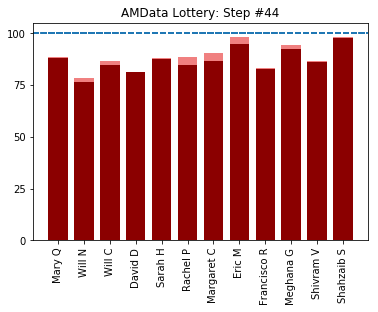 AMData Lottery: Step #44
100
75
50
25
0
Mary Q
Will N
Will C
David D
Sarah H
Rachel P
Margaret C
Eric M
Francisco R
Meghana G
Shivram V
Shahzaib S